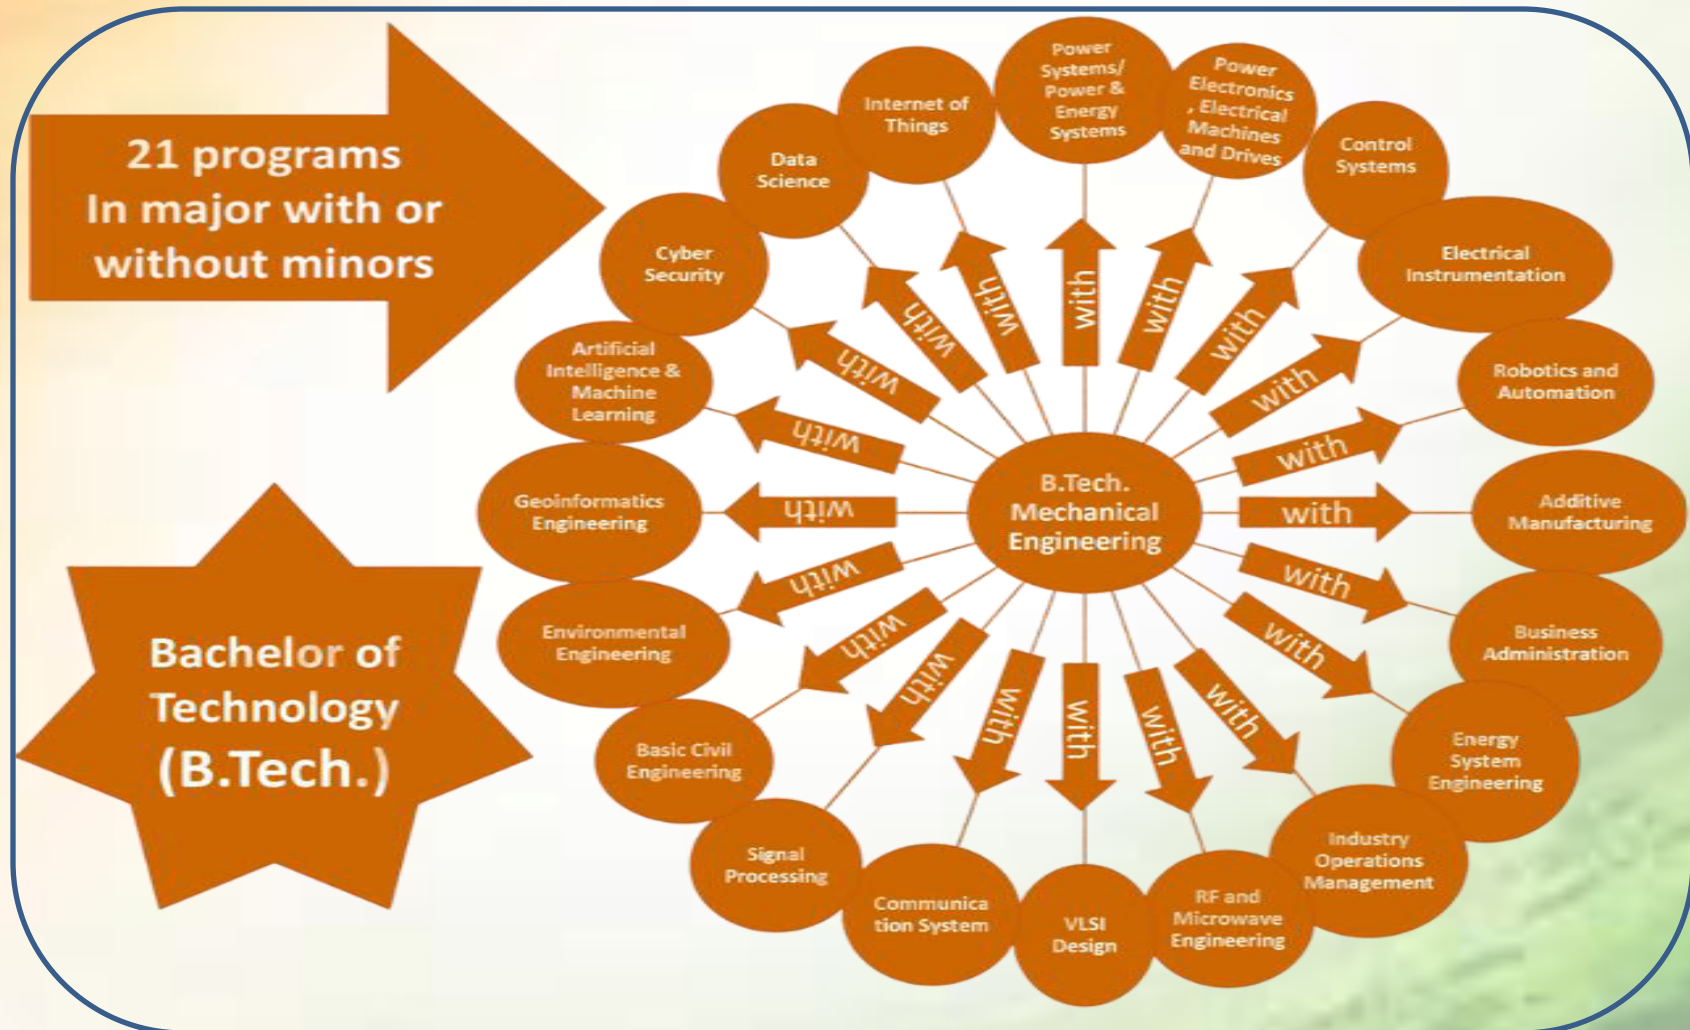 21 programs
In major with or
without minors
Bachelor of
Technology
(B.Tech.)
B.Tech.
Mechanical
Engineering
Power
Systems/
Power &
Energy
Systems
with
Power
Electronics
, Electrical
Machines
and Drives
with
Control
Systems
with
Electrical
Instrumentation
with
Robotics and
Automation
with
Additive
Manufacturing
with
Business
Administration
with
Energy
System
Engineering
with
Industry
Operations
Management
with
RF and
Microwave
Engineering
with
VLSI
Design
with
Communica
tion System
with
Signal
Processing
with
Basic Civil
Engineering
with
Environmental
Engineering
with
Geoinformatics
Engineering
with
Artificial
Intelligence &
Machine
Learning
with
Cyber
Security
with
Data
Science
with
Internet of
Things
with